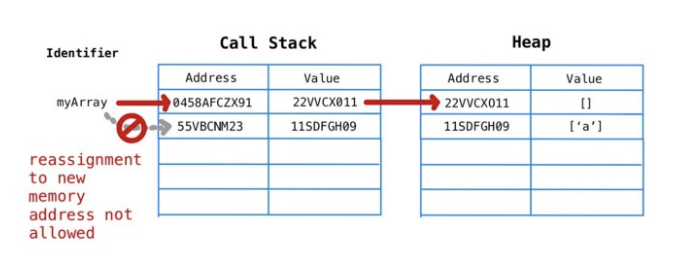 Call Stack
Heap
Identifier
Address Value
Address Value
myArray
0458AFCZX91 22VVCX011
22VVCX011 []
55VBCNM23 11SDFGH09
11SDFGH09 [‘a’]
reassignment
to new
memory
address not
allowed